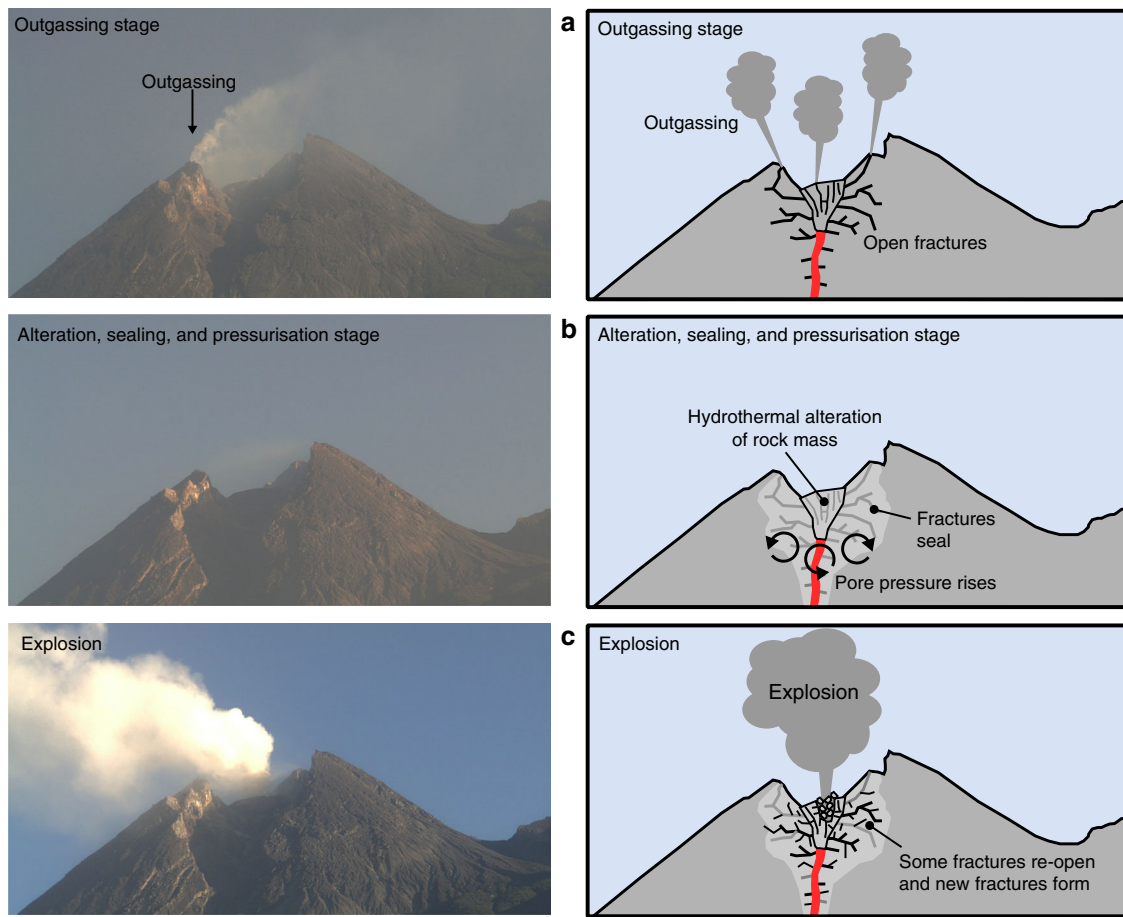 Outgassing stage
Outgassing
a
Outgassing stage
Outgassing
Open fractures
Alteration, sealing, and pressurisation stage
b
Alteration, sealing, and pressurisation stage
Hydrothermal alteration
of rock mass
Fractures
seal
Pore pressure rises
Explosion
c
Explosion
Explosion
Some fractures re-open
and new fractures form